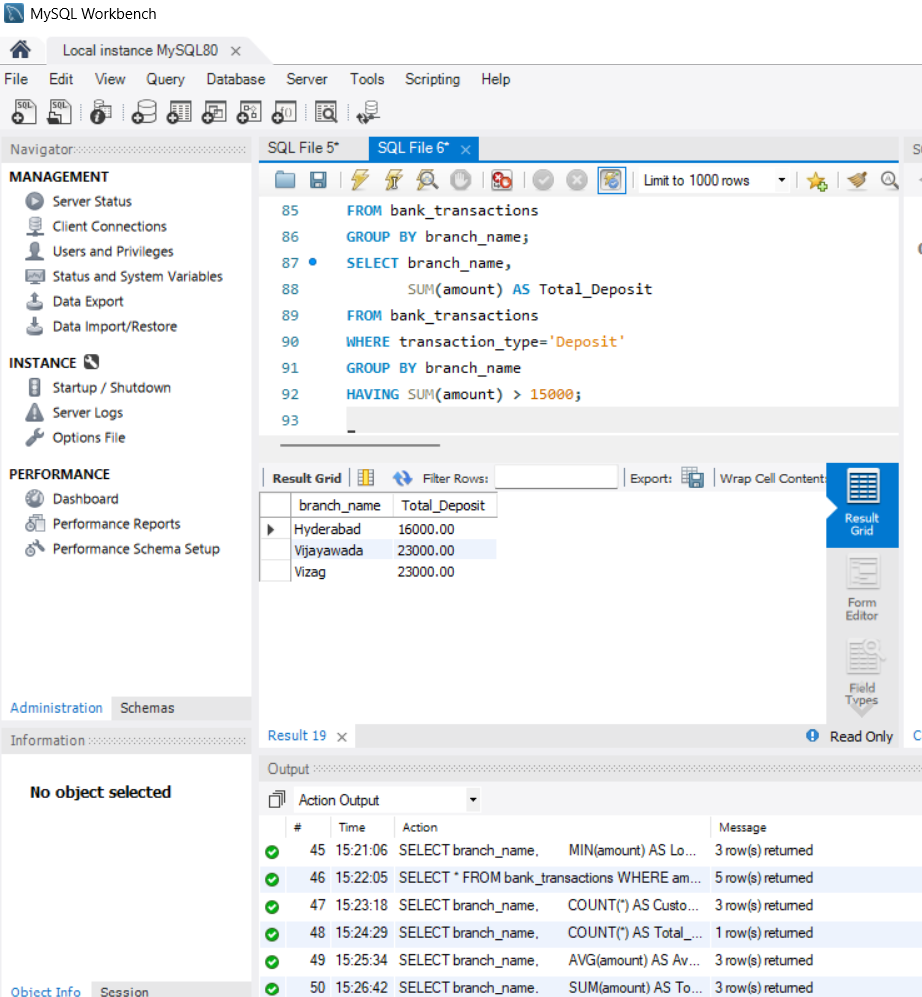 MySQL Workbench
Local instance MySQL80
File Edit View Query Database Server Tools Scripting Help
Navigator
MANAGEMENT
Server Status
Client Connections
Users and Privileges
Status and System Variables
Data Export
Data Import/Restore
INSTANCE
Startup / Shutdown
Server Logs
Options File
PERFORMANCE
Dashboard
Performance Reports
Performance Schema Setup
Administration Schemas
Information
No object selected
Object Info Session
SQL File 5* SQL File 6*
Limit to 1000 rows
85 FROM bank_transactions
86 GROUP BY branch_name;
87 SELECT branch_name,
88 SUM(amount) AS Total_Deposit
89 FROM bank_transactions
90 WHERE transaction_type='Deposit'
91 GROUP BY branch_name
92 HAVING SUM(amount) > 15000;
93
Result Grid Filter Rows: Export: Wrap Cell Content:
branch_name Total_Deposit
Hyderabad 16000.00
Vijayawada 23000.00
Vizag 23000.00
Result
Grid
Form
Editor
Field
Types
Result 19 Read Only
Output
Action Output
# Time Action Message
45 15:21:06 SELECT branch_name, MIN(amount) AS Lo... 3 row(s) returned
46 15:22:05 SELECT * FROM bank_transactions WHERE am... 5 row(s) returned
47 15:23:18 SELECT branch_name, COUNT(*) AS Custo... 3 row(s) returned
48 15:24:29 SELECT branch_name, COUNT(*) AS Total_... 1 row(s) returned
49 15:25:34 SELECT branch_name, AVG(amount) AS Av... 3 row(s) returned
50 15:26:42 SELECT branch_name, SUM(amount) AS To... 3 row(s) returned